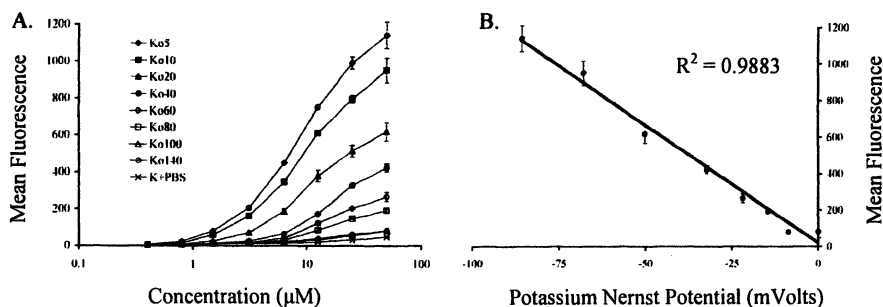 A.
1200
1000
800
600
400
200
0
Mean Fluorescence
Ko5
Ko10
Ko20
Ko40
Ko60
Ko80
Ko100
Ko140
K+PBS
0.1
1
10
100
Concentration (μM)
B.
R² = 0.9883
1200
1000
800
600
400
200
0
Mean Fluorescence
-100
-75
-50
-25
0
Potassium Nernst Potential (mVolts)